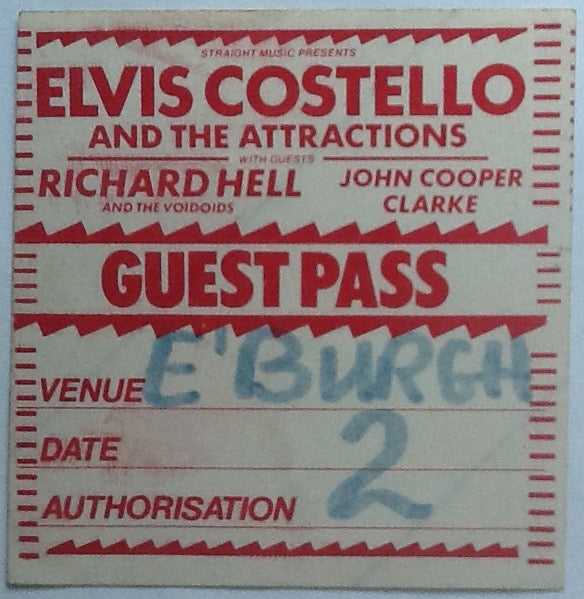 STRAIGHT MUSIC PRESENTS
ELVIS COSTELLO
AND THE ATTRACTIONS
WITH GUESTS
RICHARD HELL
AND THE VOIDOIDS
JOHN COOPER
CLARKE
GUEST PASS
VENUE E'BURGH
DATE 2
AUTHORISATION